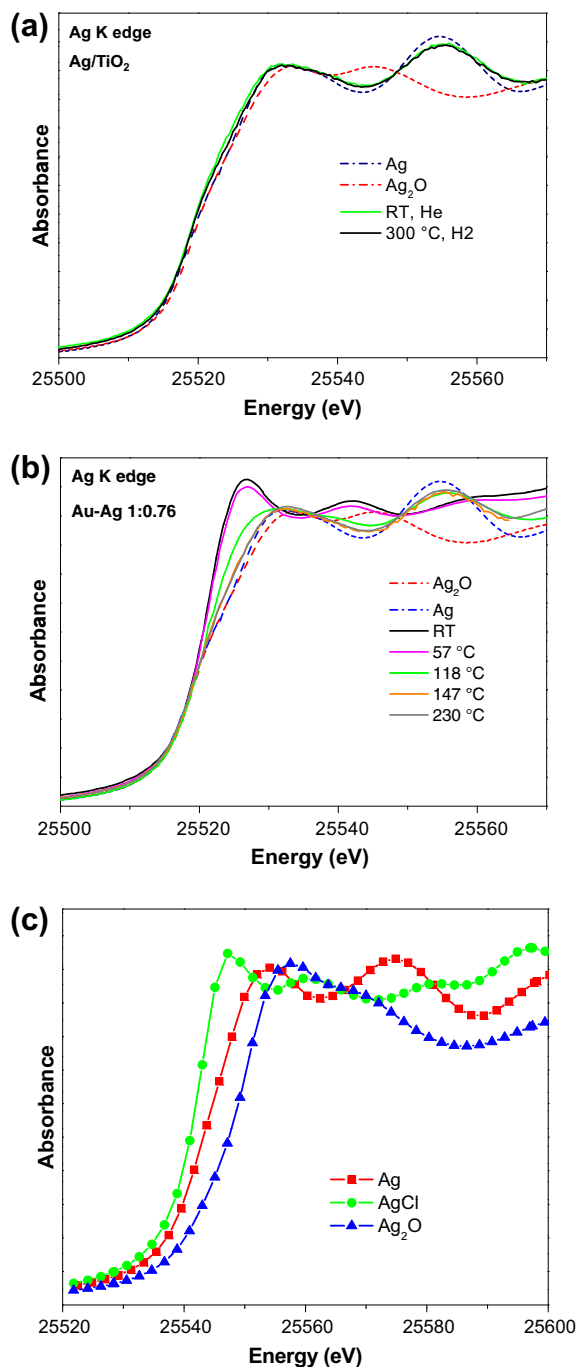 (a)
Ag K edge
Ag/TiO₂
Ag
Ag₂O
RT, He
300 °C, H2
Absorbance
25500 25520 25540 25560
Energy (eV)
(b)
Ag K edge
Au-Ag 1:0.76
Ag₂O
Ag
RT
57 °C
118 °C
147 °C
230 °C
Absorbance
25500 25520 25540 25560
Energy (eV)
(c)
Ag
AgCl
Ag₂O
Absorbance
25520 25540 25560 25580 25600
Energy (eV)